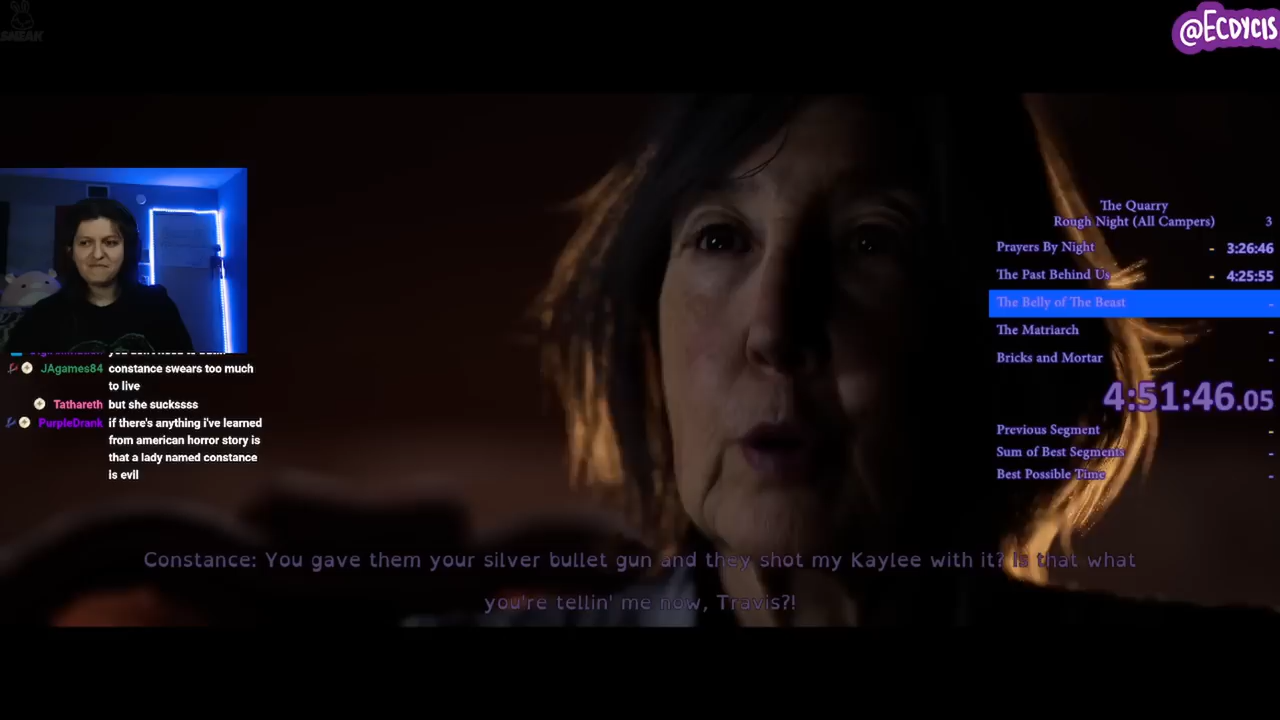 SNEAK
@ECDYCIS
The Quarry
Rough Night (All Campers) 3
Prayers By Night - 3:26:46
The Past Behind Us - 4:25:55
The Belly of The Beast -
The Matriarch -
Bricks and Mortar -
4:51:46.05
Previous Segment -
Sum of Best Segments -
Best Possible Time -
JAgames84 constance swears too much
to live
Tathareth but she suckssss
PurpleDrank if there's anything i've learned
from american horror story is
that a lady named constance
is evil
Constance: You gave them your silver bullet gun and they shot my Kaylee with it? Is that what
you're tellin' me now, Travis?!